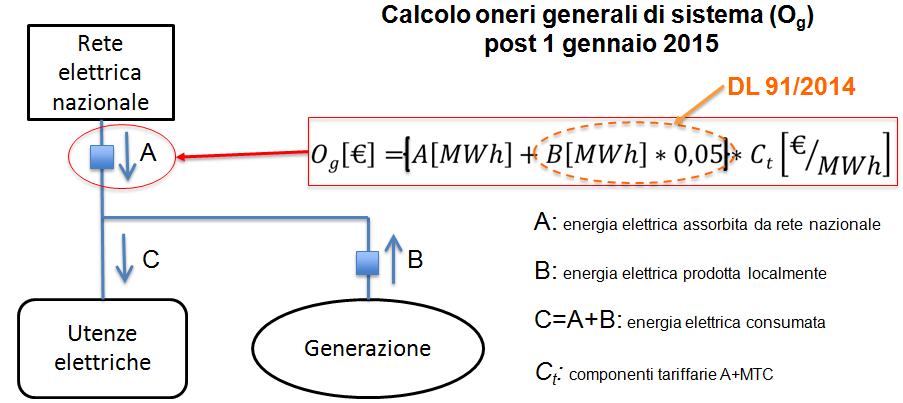 Calcolo oneri generali di sistema (Og)
post 1 gennaio 2015
Rete
elettrica
nazionale
DL 91/2014
A
Og[€] ={A[MWh] + B[MWh] ∗ 0,05}∗ Ct [€/MWh]
A: energia elettrica assorbita da rete nazionale
C
B
B: energia elettrica prodotta localmente
C=A+B: energia elettrica consumata
Utenze
elettriche
Generazione
Ct: componenti tariffarie A+MTC